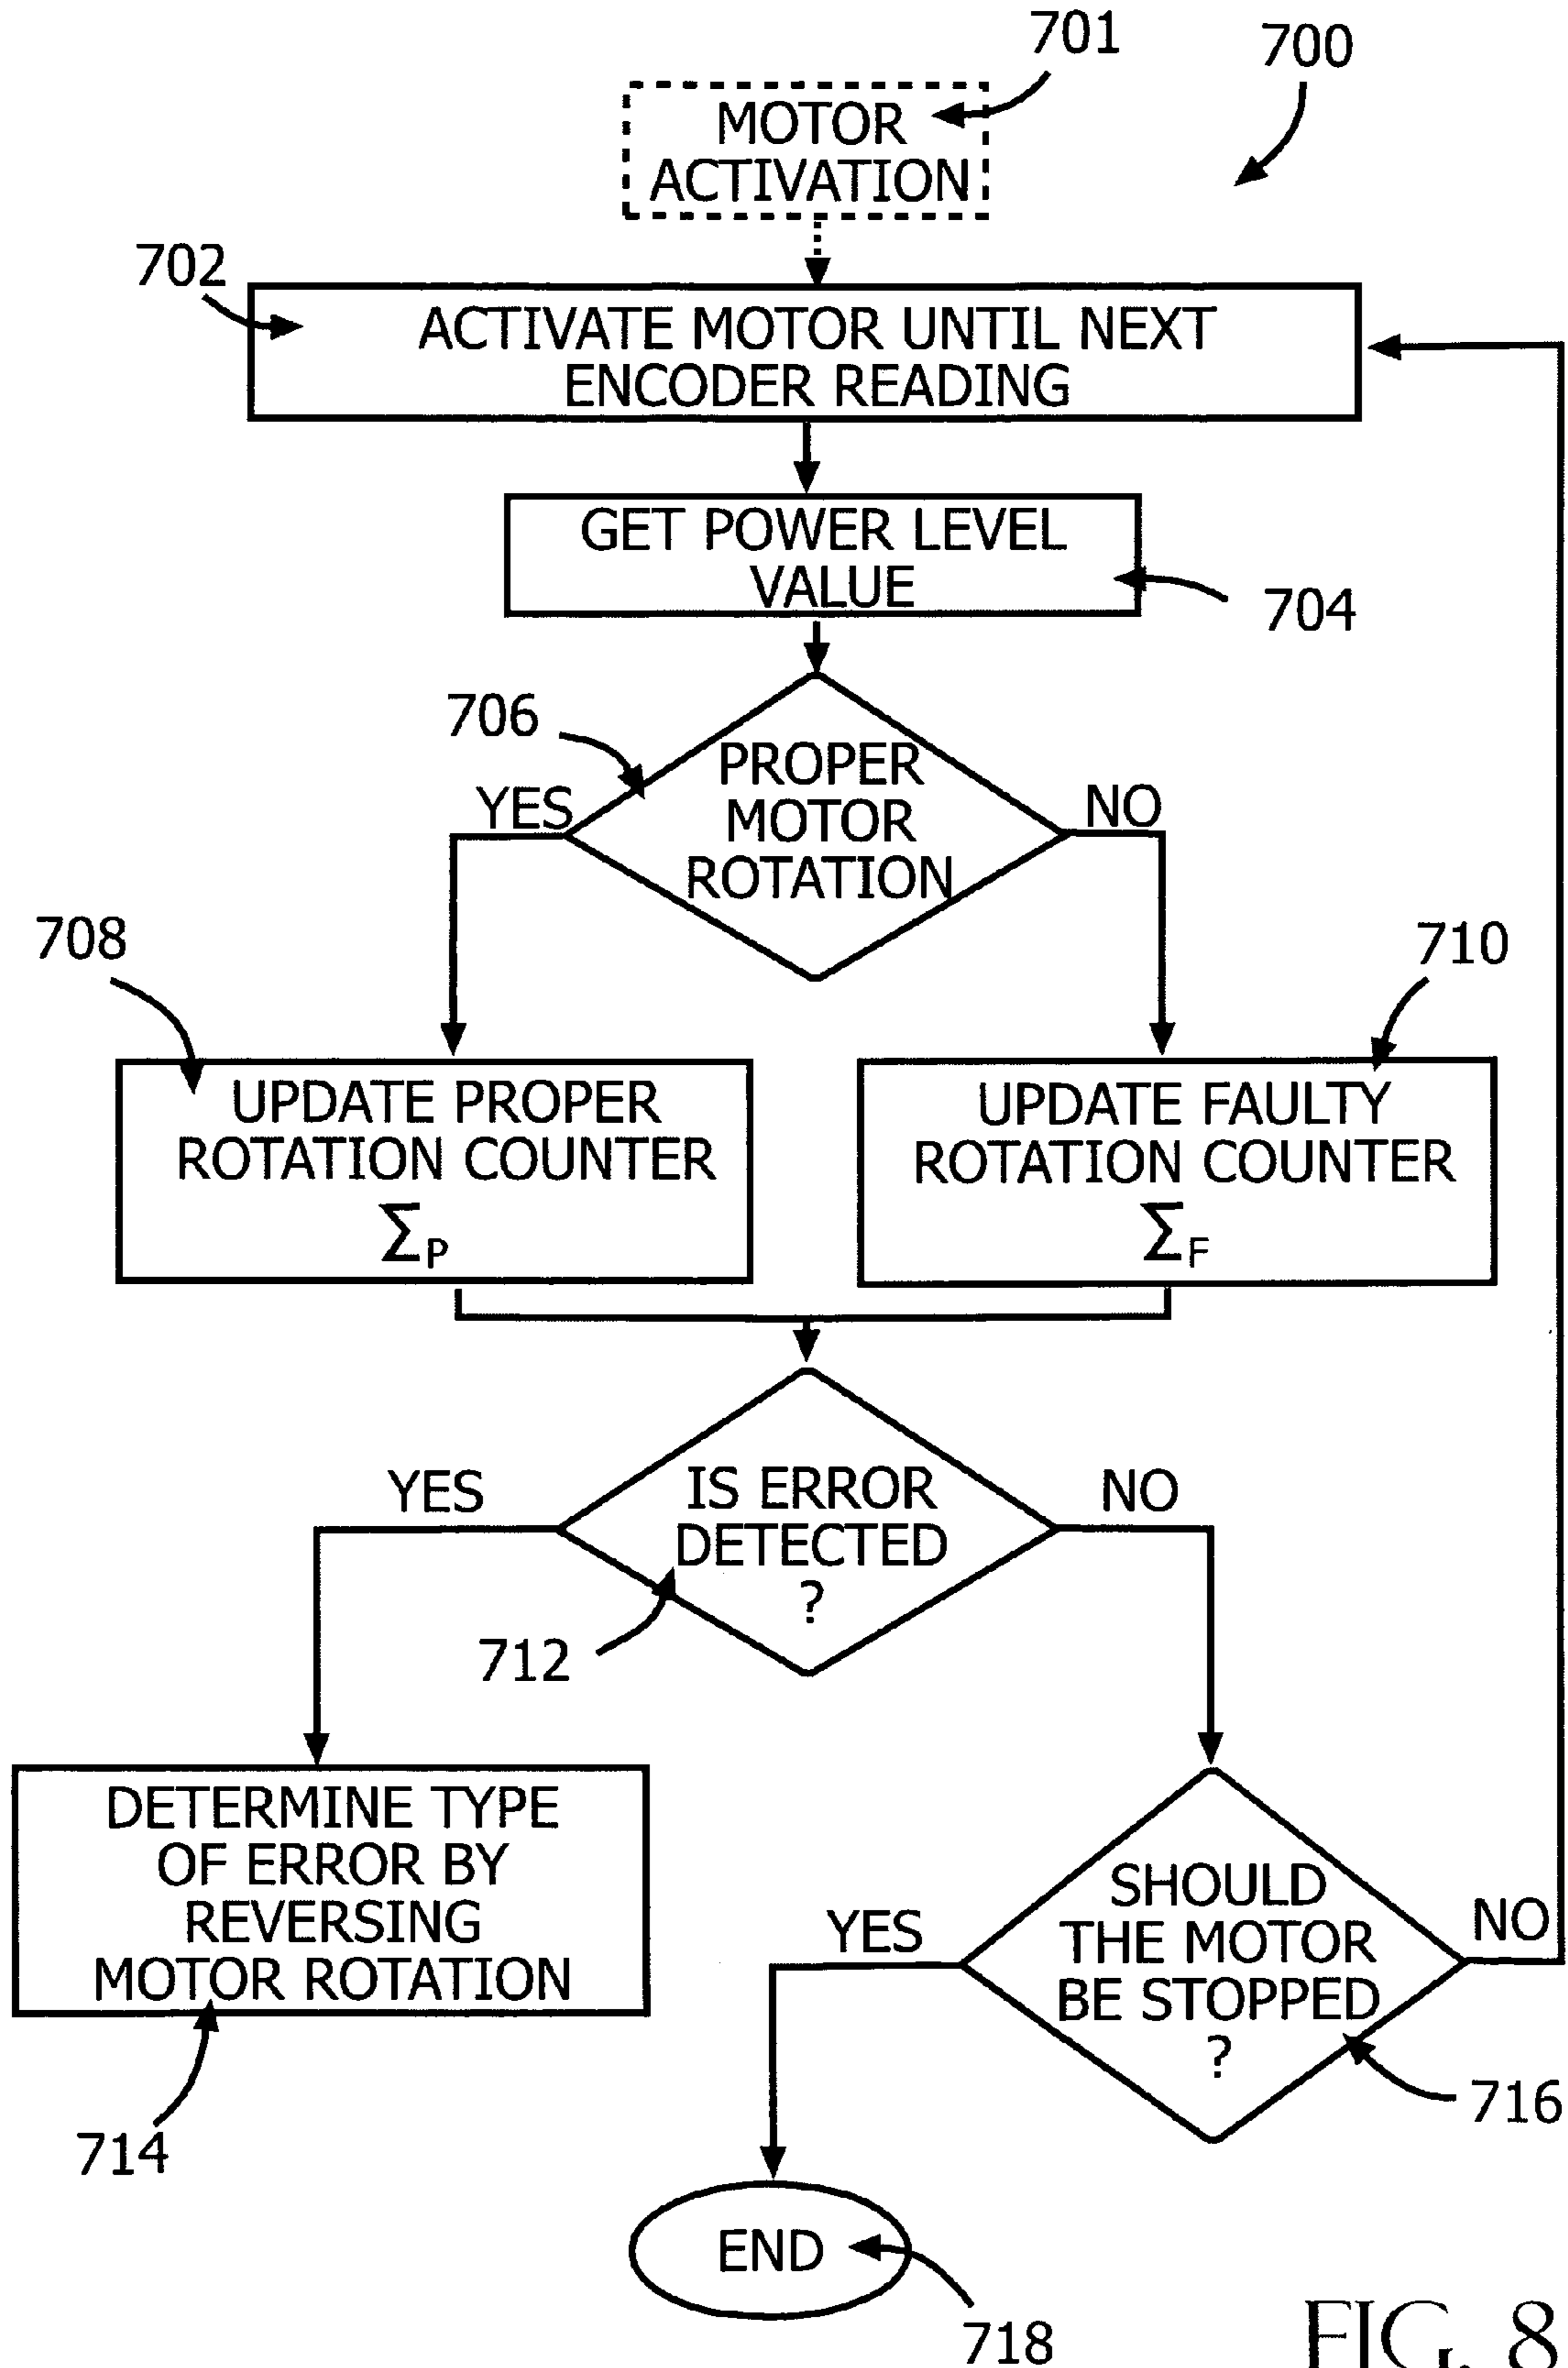 701
700
MOTOR
ACTIVATION
702
ACTIVATE MOTOR UNTIL NEXT
ENCODER READING
GET POWER LEVEL
VALUE
704
706
PROPER
MOTOR
ROTATION
YES
NO
708
710
UPDATE PROPER
ROTATION COUNTER
ΣP
UPDATE FAULTY
ROTATION COUNTER
ΣF
YES
IS ERROR
DETECTED
?
NO
712
DETERMINE TYPE
OF ERROR BY
REVERSING
MOTOR ROTATION
714
YES
SHOULD
THE MOTOR
BE STOPPED
?
NO
716
END
718
FIG. 8